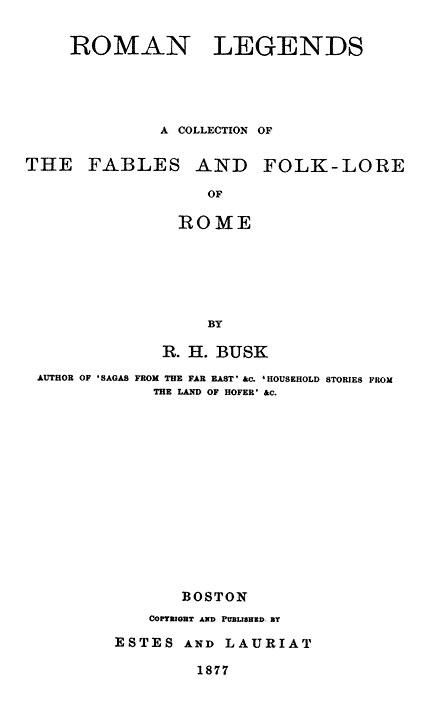 ROMAN LEGENDS
A COLLECTION OF
THE FABLES AND FOLK-LORE
OF
ROME
BY
R. H. BUSK
AUTHOR OF ‘SAGAS FROM THE FAR EAST’ &C. ‘HOUSEHOLD STORIES FROM
THE LAND OF HOFER’ &C.
BOSTON
COPYRIGHT AND PUBLISHED BY
ESTES AND LAURIAT
1877